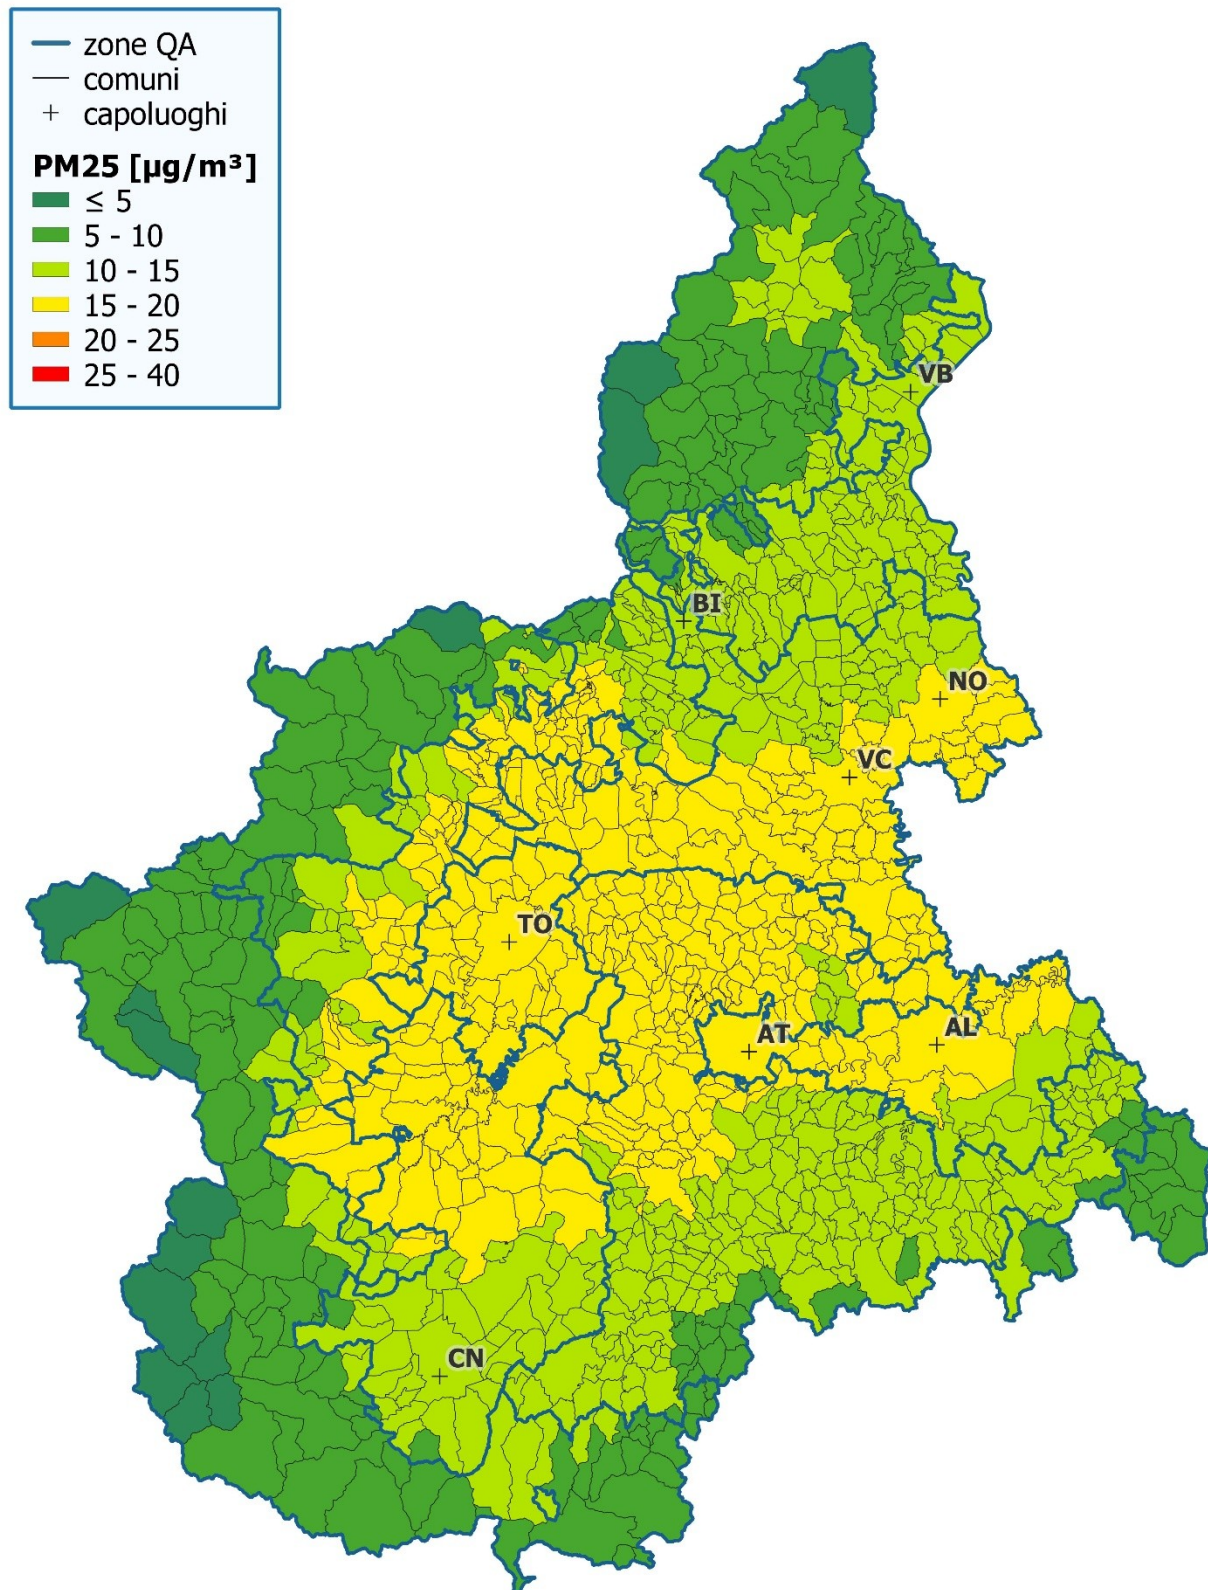 zone QA
comuni
capoluoghi
PM25 [µg/m³]
≤ 5
5 - 10
10 - 15
15 - 20
20 - 25
25 - 40
VB
BI
NO
VC
TO
AT
AL
CN